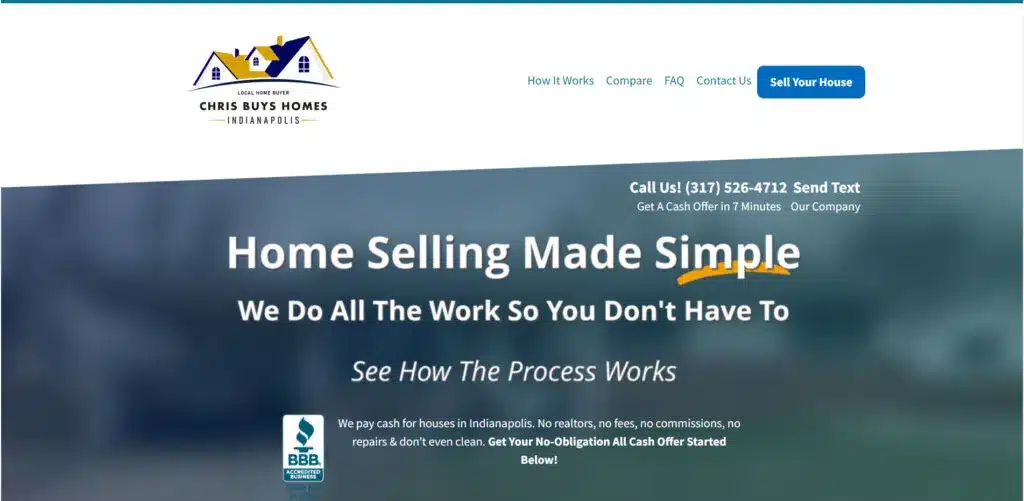 LOCAL HOME BUYER
CHRIS BUYS HOMES
INDIANAPOLIS
How It Works Compare FAQ Contact Us Sell Your House
Call Us! (317) 526-4712 Send Text
Get A Cash Offer in 7 Minutes Our Company
Home Selling Made Simple
We Do All The Work So You Don't Have To
See How The Process Works
We pay cash for houses in Indianapolis. No realtors, no fees, no commissions, no
repairs & don't even clean. Get Your No-Obligation All Cash Offer Started
Below!
BBB
ACCREDITED
BUSINESS